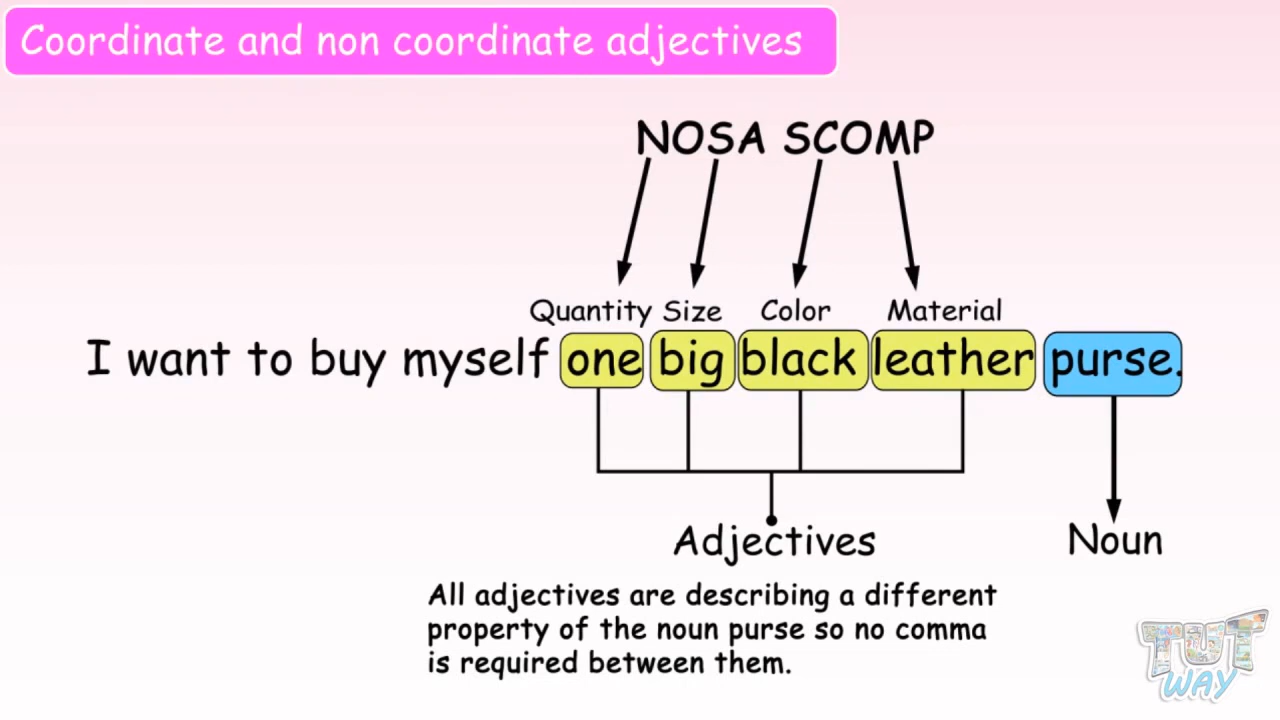 Coordinate and non coordinate adjectives
NOSA SCOMP
Quantity Size Color Material
I want to buy myself one big black leather purse.
Adjectives Noun
All adjectives are describing a different
property of the noun purse so no comma
is required between them.
TUT
WAY